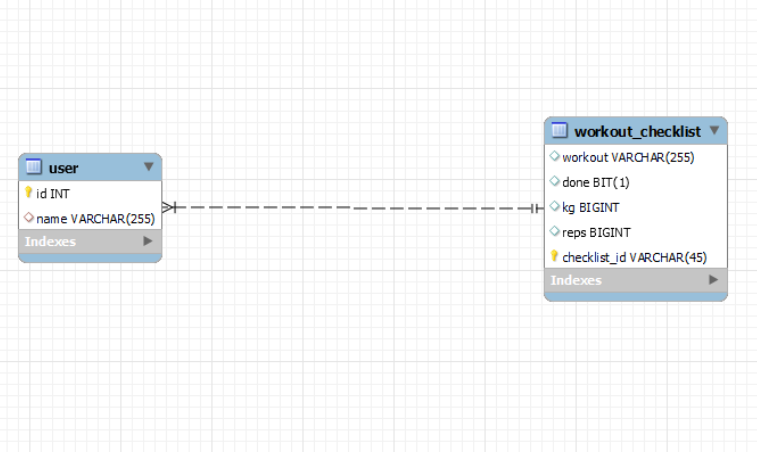 user
id INT
name VARCHAR(255)
Indexes
workout_checklist
workout VARCHAR(255)
done BIT(1)
kg BIGINT
reps BIGINT
checklist_id VARCHAR(45)
Indexes